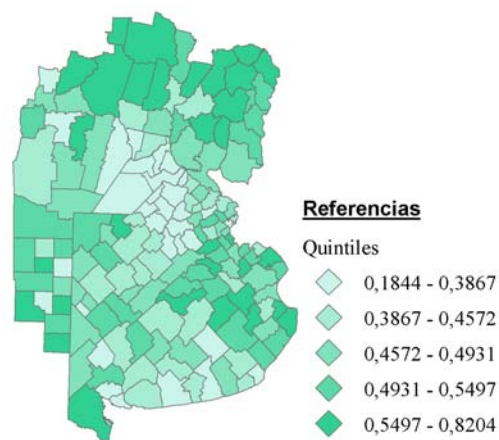 Referencias
Quintiles
0,1844 - 0,3867
0,3867 - 0,4572
0,4572 - 0,4931
0,4931 - 0,5497
0,5497 - 0,8204